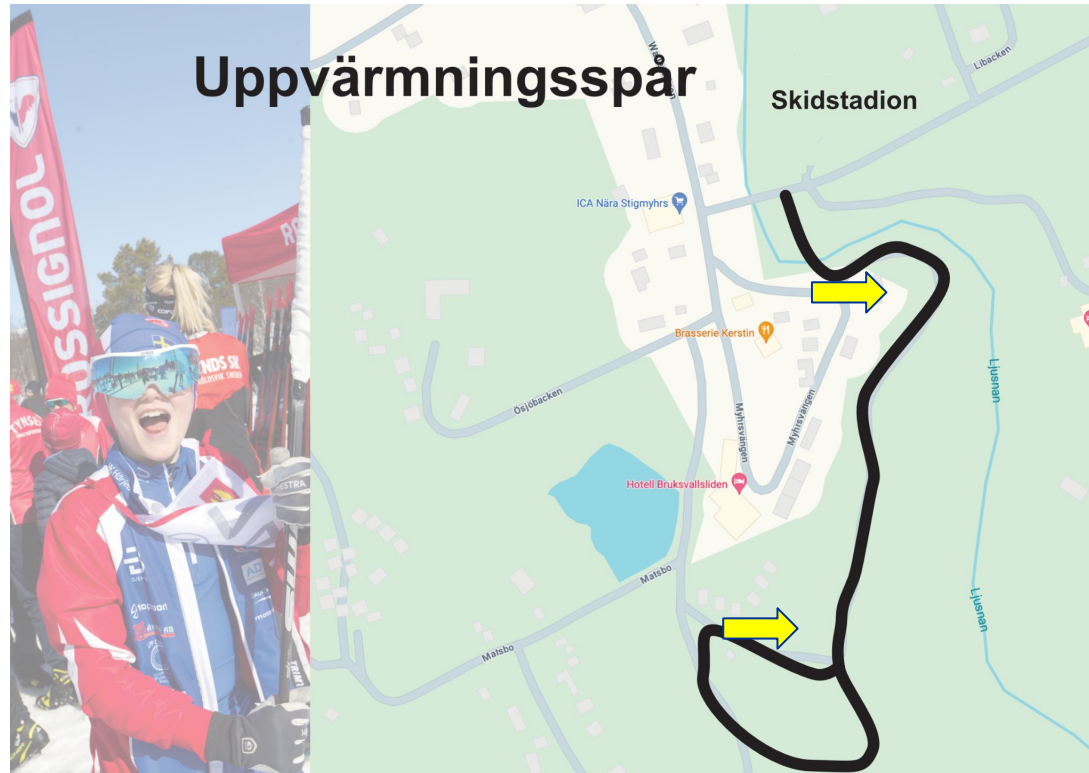 Uppvärmningsspår
Skidstadion
Libacken
ICA Nära Stigmyhrs
Brasserie Kerstin
Ösjöbacken
Myhrsvängen
Myhrsvängen
Ljusnan
Hotell Bruksvallsliden
Matsbo
Matsbo
Ljusnan
ROSSIGNOL